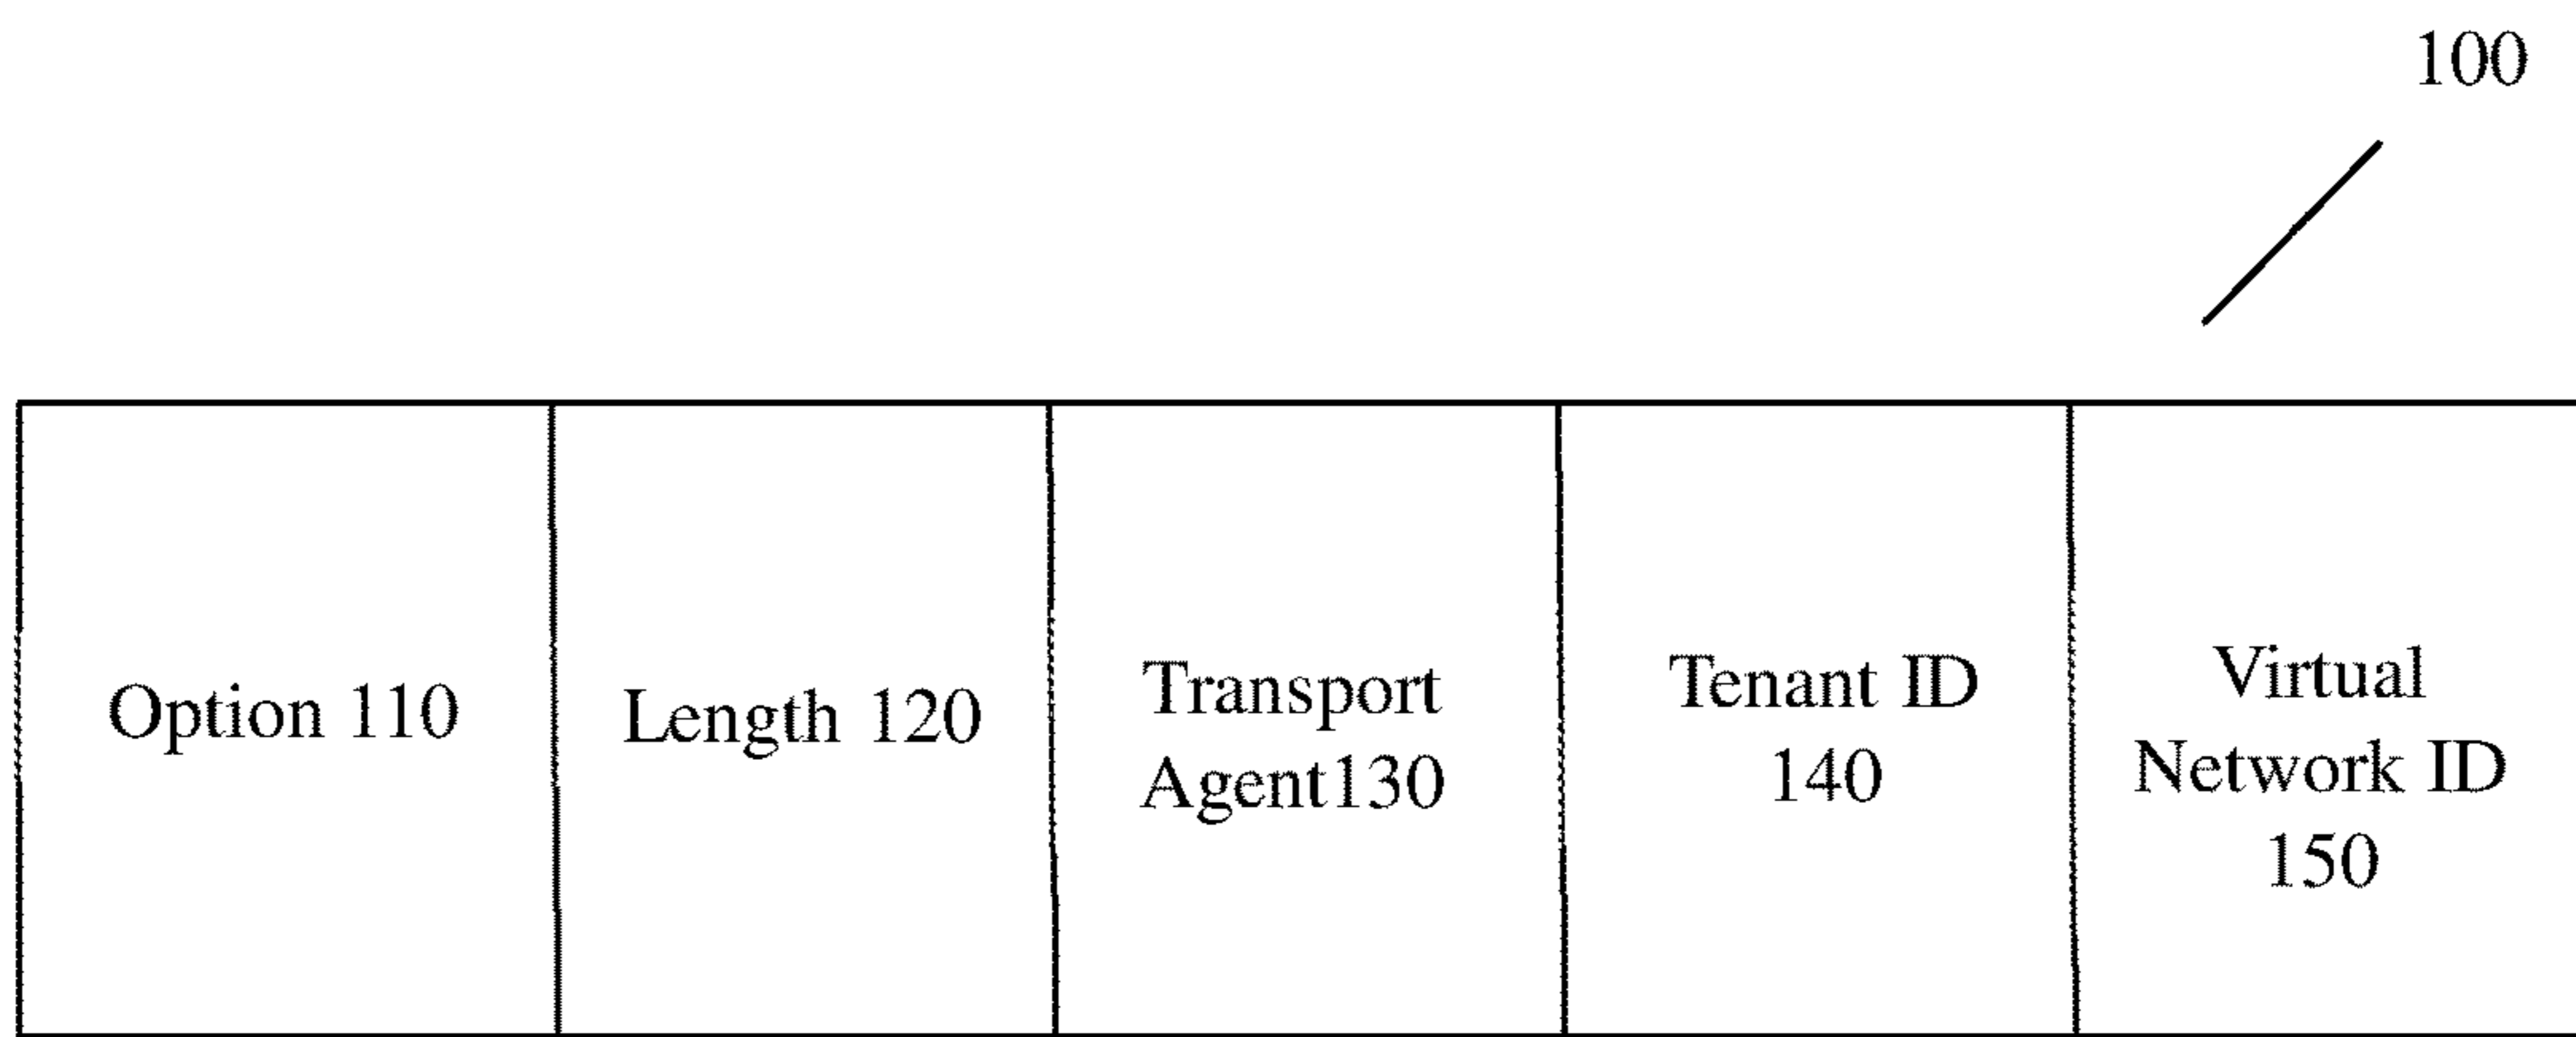 100
Option 110
Length 120
Transport
Agent130
Tenant ID
140
Virtual
Network ID
150